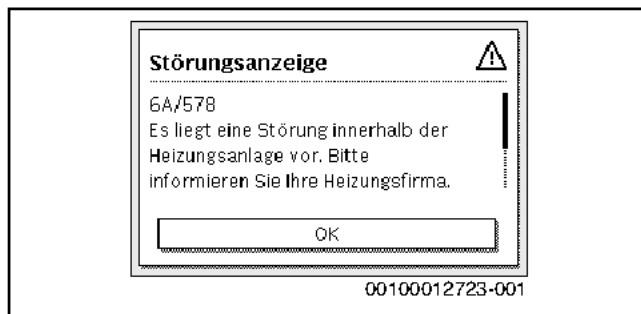 Störungsanzeige
6A/578
Es liegt eine Störung innerhalb der
Heizungsanlage vor. Bitte
informieren Sie Ihre Heizungsfirma.
OK
00100012723-001